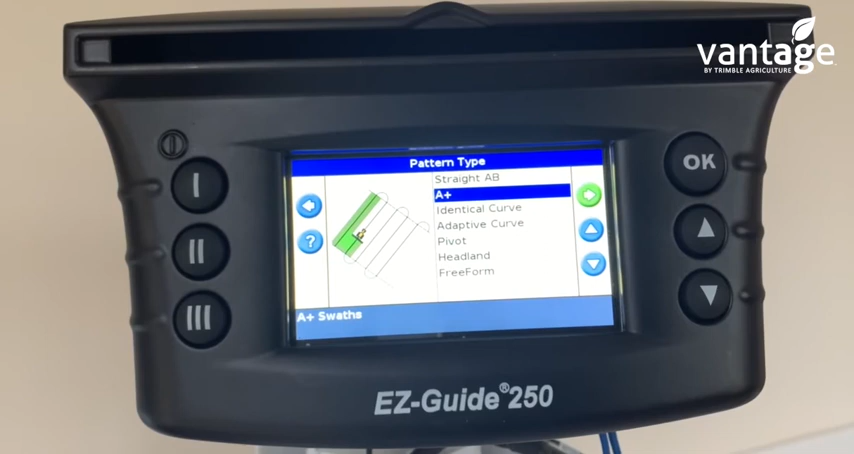 vantage
BY TRIMBLE AGRICULTURE
Pattern Type
Straight AB
A+
Identical Curve
Adaptive Curve
Pivot
Headland
FreeForm
?
A+ Swaths
I
II
III
OK
EZ-Guide®250